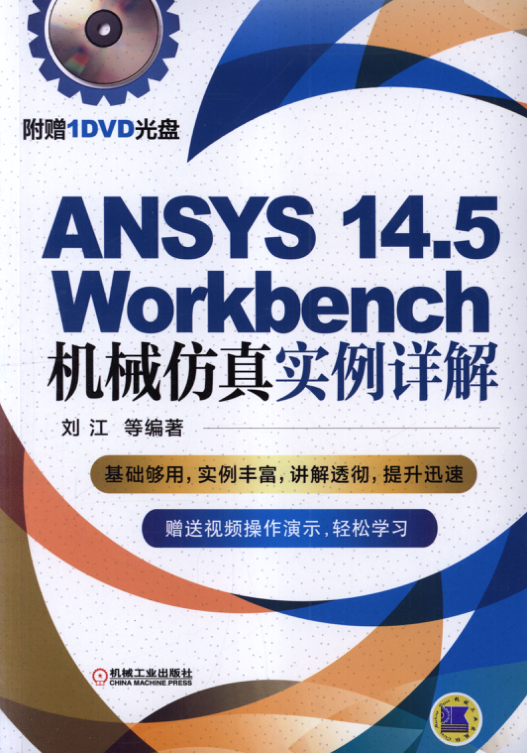 附赠1DVD光盘
ANSYS 14.5
Workbench
机械仿真实例详解
刘江 等编著
基础够用，实例丰富，讲解透彻，提升迅速
赠送视频操作演示，轻松学习
机械工业出版社
CHINA MACHINE PRESS